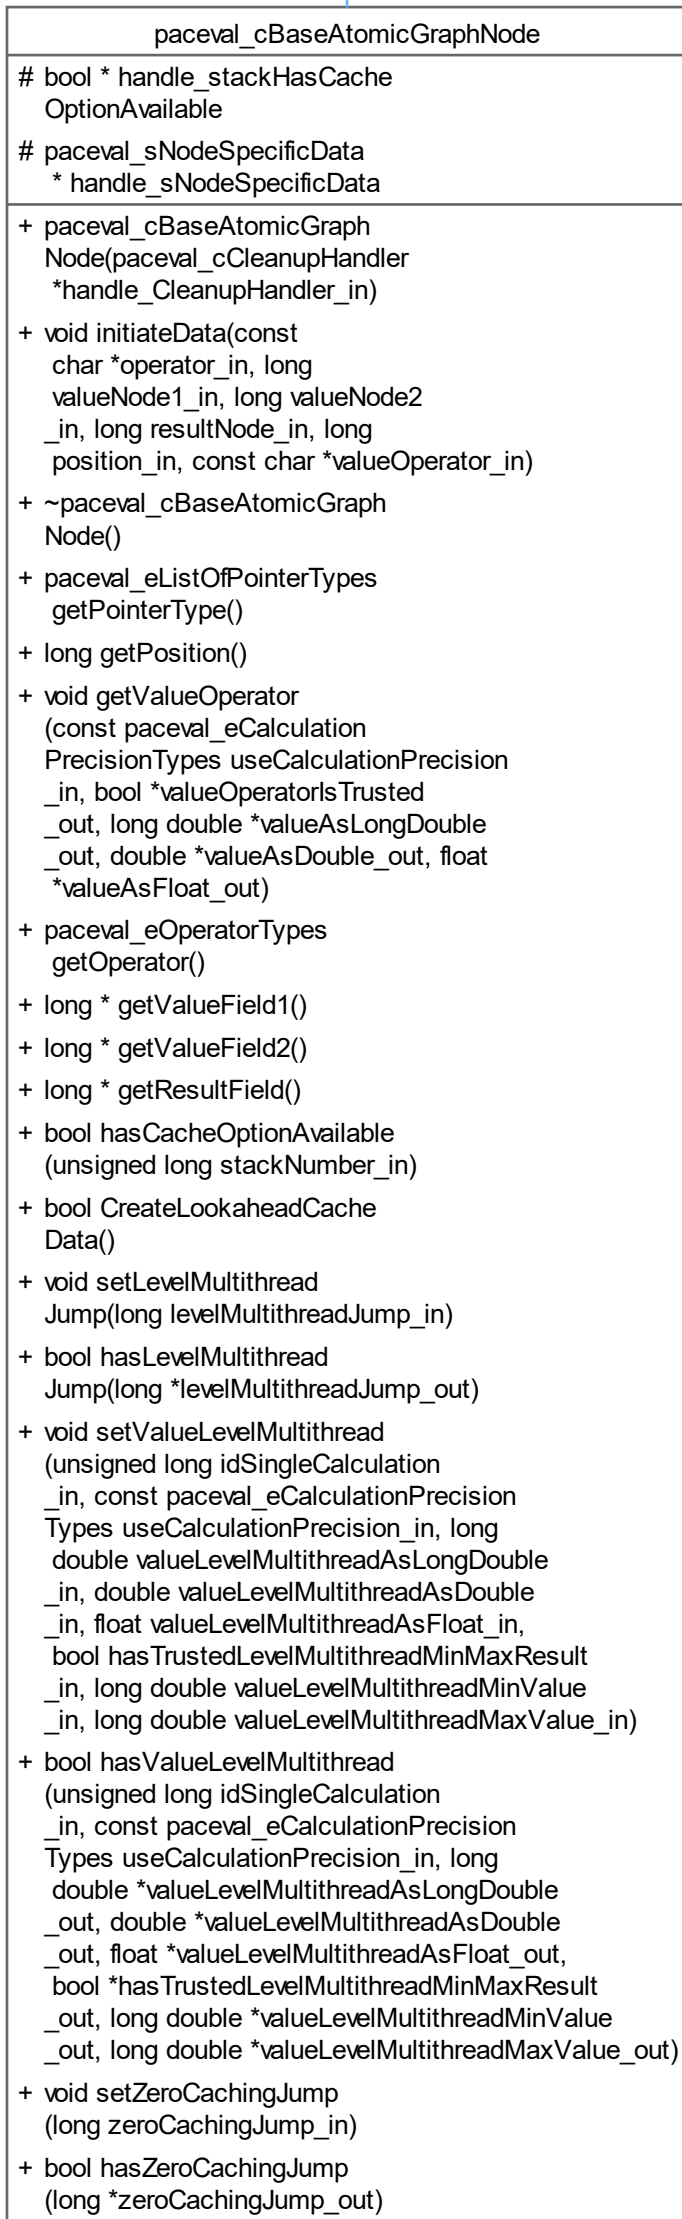 paceval_cBaseAtomicGraphNode
# bool * handle_stackHasCache
OptionAvailable
# paceval_sNodeSpecificData
* handle_sNodeSpecificData
+ paceval_cBaseAtomicGraph
Node(paceval_cCleanupHandler
*handle_CleanupHandler_in)
+ void initiateData(const
char *operator_in, long
valueNode1_in, long valueNode2
_in, long resultNode_in, long
position_in, const char *valueOperator_in)
+ ~paceval_cBaseAtomicGraph
Node()
+ paceval_eListOfPointerTypes
getPointerType()
+ long getPosition()
+ void getValueOperator
(const paceval_eCalculation
PrecisionTypes useCalculationPrecision
_in, bool *valueOperatorIsTrusted
_out, long double *valueAsLongDouble
_out, double *valueAsDouble_out, float
*valueAsFloat_out)
+ paceval_eOperatorTypes
getOperator()
+ long * getValueField1()
+ long * getValueField2()
+ long * getResultField()
+ bool hasCacheOptionAvailable
(unsigned long stackNumber_in)
+ bool CreateLookaheadCache
Data()
+ void setLevelMultithread
Jump(long levelMultithreadJump_in)
+ bool hasLevelMultithread
Jump(long *levelMultithreadJump_out)
+ void setValueLevelMultithread
(unsigned long idSingleCalculation
_in, const paceval_eCalculationPrecision
Types useCalculationPrecision_in, long
double valueLevelMultithreadAsLongDouble
_in, double valueLevelMultithreadAsDouble
_in, float valueLevelMultithreadAsFloat_in,
bool hasTrustedLevelMultithreadMinMaxResult
_in, long double valueLevelMultithreadMinValue
_in, long double valueLevelMultithreadMaxValue_in)
+ bool hasValueLevelMultithread
(unsigned long idSingleCalculation
_in, const paceval_eCalculationPrecision
Types useCalculationPrecision_in, long
double *valueLevelMultithreadAsLongDouble
_out, double *valueLevelMultithreadAsDouble
_out, float *valueLevelMultithreadAsFloat_out,
bool *hasTrustedLevelMultithreadMinMaxResult
_out, long double *valueLevelMultithreadMinValue
_out, long double *valueLevelMultithreadMaxValue_out)
+ void setZeroCachingJump
(long zeroCachingJump_in)
+ bool hasZeroCachingJump
(long *zeroCachingJump_out)